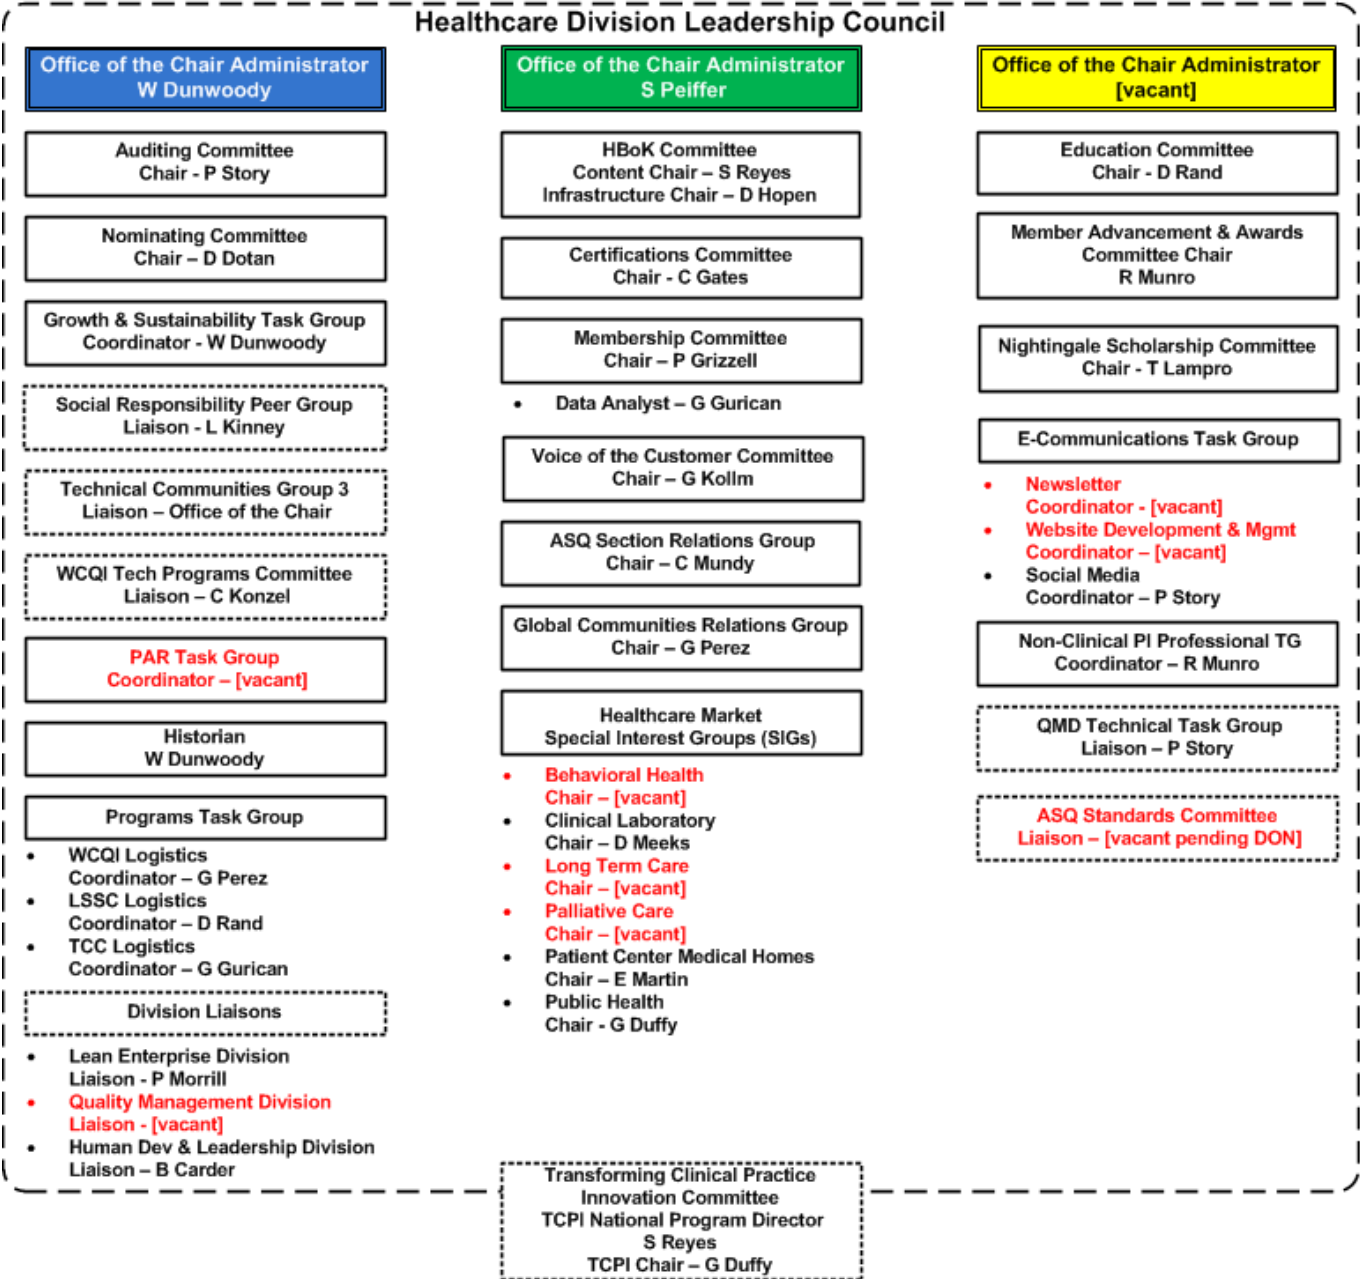 Healthcare Division Leadership Council
Office of the Chair Administrator
W Dunwoody
Auditing Committee
Chair - P Story
Nominating Committee
Chair – D Dotan
Growth & Sustainability Task Group
Coordinator - W Dunwoody
Social Responsibility Peer Group
Liaison - L Kinney
Technical Communities Group 3
Liaison – Office of the Chair
WCQI Tech Programs Committee
Liaison – C Konzel
PAR Task Group
Coordinator – [vacant]
Historian
W Dunwoody
Programs Task Group
• WCQI Logistics
Coordinator – G Perez
• LSSC Logistics
Coordinator – D Rand
• TCC Logistics
Coordinator – G Gurican
Division Liaisons
• Lean Enterprise Division
Liaison - P Morrill
• Quality Management Division
Liaison - [vacant]
• Human Dev & Leadership Division
Liaison – B Carder
Office of the Chair Administrator
S Peiffer
HBoK Committee
Content Chair – S Reyes
Infrastructure Chair – D Hopen
Certifications Committee
Chair - C Gates
Membership Committee
Chair – P Grizzell
• Data Analyst – G Gurican
Voice of the Customer Committee
Chair – G Kollm
ASQ Section Relations Group
Chair – C Mundy
Global Communities Relations Group
Chair – G Perez
Healthcare Market
Special Interest Groups (SIGs)
• Behavioral Health
Chair – [vacant]
• Clinical Laboratory
Chair – D Meeks
• Long Term Care
Chair – [vacant]
• Palliative Care
Chair – [vacant]
• Patient Center Medical Homes
Chair – E Martin
• Public Health
Chair - G Duffy
Transforming Clinical Practice
Innovation Committee
TCPI National Program Director
S Reyes
TCPI Chair – G Duffy
Office of the Chair Administrator
[vacant]
Education Committee
Chair - D Rand
Member Advancement & Awards
Committee Chair
R Munro
Nightingale Scholarship Committee
Chair - T Lampro
E-Communications Task Group
• Newsletter
Coordinator - [vacant]
• Website Development & Mgmt
Coordinator – [vacant]
• Social Media
Coordinator – P Story
Non-Clinical PI Professional TG
Coordinator – R Munro
QMD Technical Task Group
Liaison – P Story
ASQ Standards Committee
Liaison – [vacant pending DON]